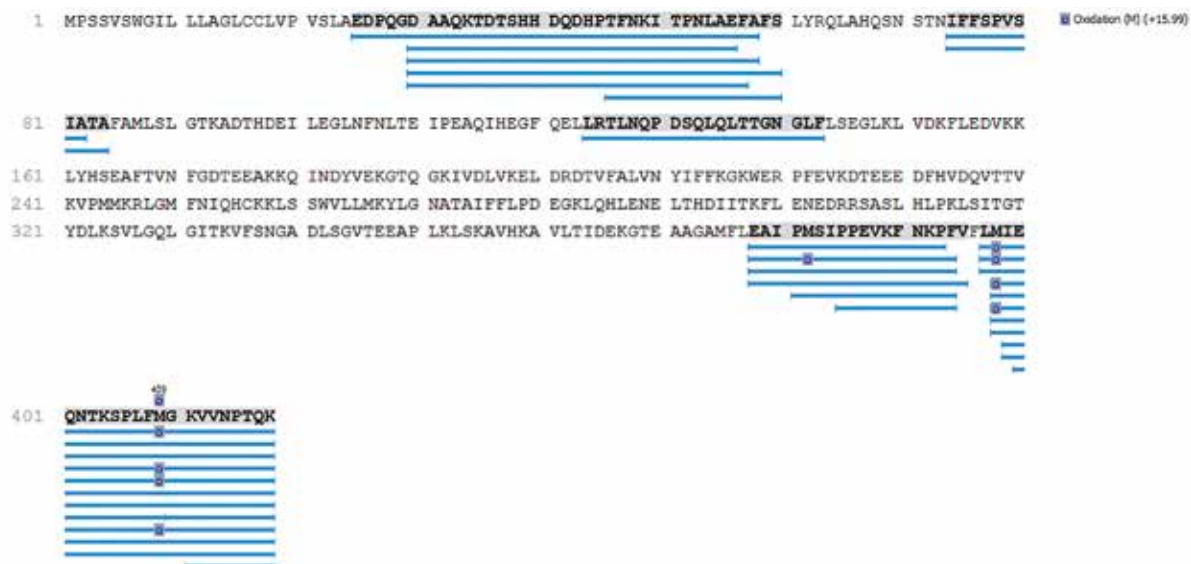 1 MPSSVSWGIL LLAGLCCLVP VSLAEDPQGD AAQKTDTSHH DQDHPTFNKI TPNLAEFAFS LYRQLAHQSN STNIFFSPVS
Oxidation (M) (+15.99)
81 IATAFAMLSL GTKADTHDEI LEGLNFNLTE IPEAQIHEGF QELLRTLNQP DSQLQLTTGN GLFLSEGLKL VDKFLEDVKK
161 LYHSEAFTVN FGDTEEAKKQ INDYVEKGTQ GKIVDLVKEL DRDTVFALVN YIFFKGKWER PFEVKDTEEE DFHVDQVTTV
241 KVPMMKRLGM FNIQHCKKLS SWVLLMKYLG NATAIFFLPD EGKLQHLENE LTHDIITKFL ENEDRRSASL HLPKLSITGT
321 YDLKSVLGQL GITKVFSNGA DLSGVTEEAP LKLSKAVHKA VLTIDEKGTE AAGAMFLEAI PMSIPPEVKF NKPFVFLMIE
401 QNTKSPLFMG KVVNPTQK